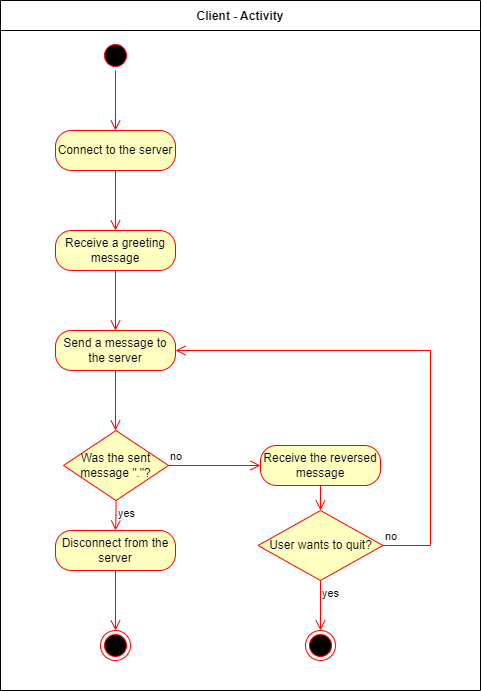 Client - Activity
Connect to the server
Receive a greeting
message
Send a message to
the server
Was the sent
message "."?
no
Receive the reversed
message
yes
Disconnect from the
server
User wants to quit?
no
yes